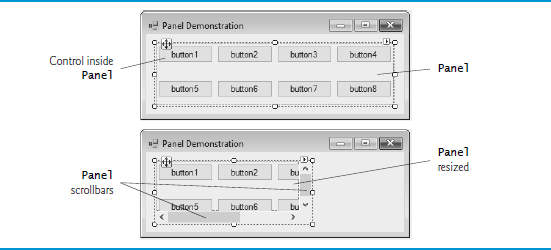 Panel Demonstration
button1 button2 button3 button4
Control inside
Panel
Panel
button5 button6 button7 button8
Panel Demonstration
button1 button2 bu
Panel
resized
Panel
scrollbars
button5 button6 bu